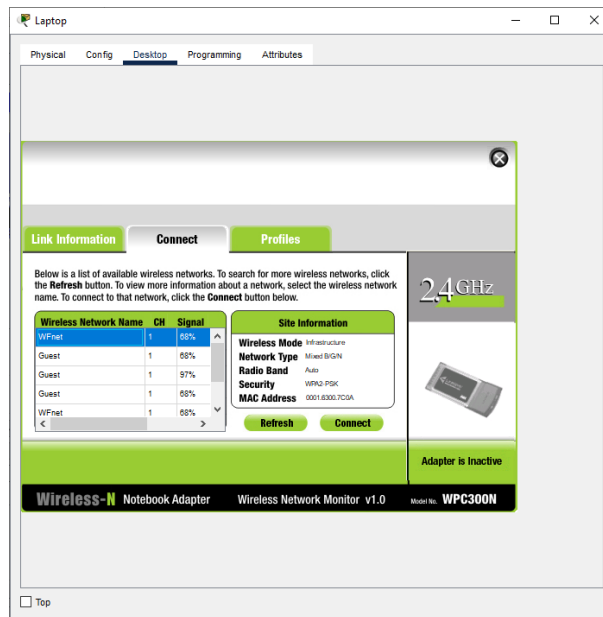 Laptop
Physical Config Desktop Programming Attributes
Link Information Connect Profiles
Below is a list of available wireless networks. To search for more wireless networks, click
the Refresh button. To view more information about a network, select the wireless network
name. To connect to that network, click the Connect button below.
2.4GHz
Wireless Network Name CH Signal
WFnet 1 68%
Guest 1 68%
Guest 1 97%
Guest 1 68%
WFnet 1 68%
Site Information
Wireless Mode Infrastructure
Network Type Mixed B/G/N
Radio Band Auto
Security WPA2-PSK
MAC Address 0001.6300.7C0A
Refresh Connect
Adapter is Inactive
Wireless-N Notebook Adapter Wireless Network Monitor v1.0 Model No. WPC300N
Top